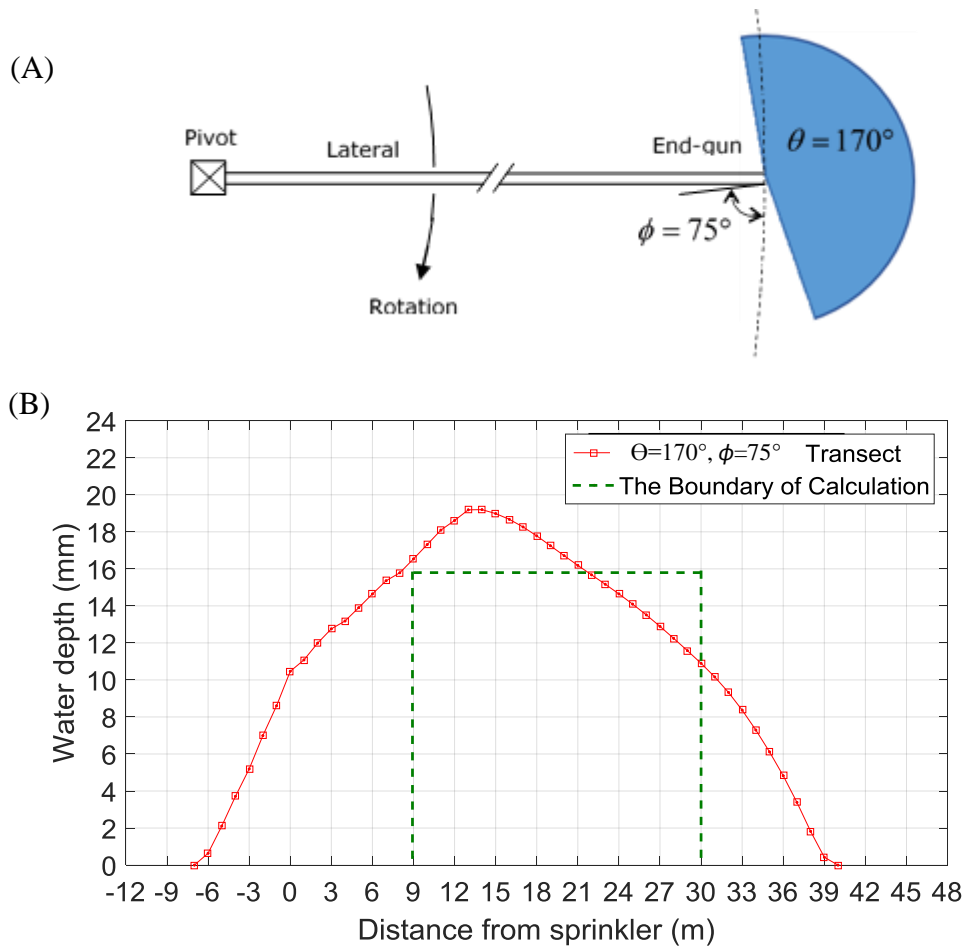 (A)
Pivot
Lateral
End-gun
θ = 170°
ϕ = 75°
Rotation
(B)
24
22
20
18
16
14
12
10
8
6
4
2
0
Water depth (mm)
Θ=170°, ϕ=75° Transect
The Boundary of Calculation
-12 -9 -6 -3 0 3 6 9 12 15 18 21 24 27 30 33 36 39 42 45 48
Distance from sprinkler (m)